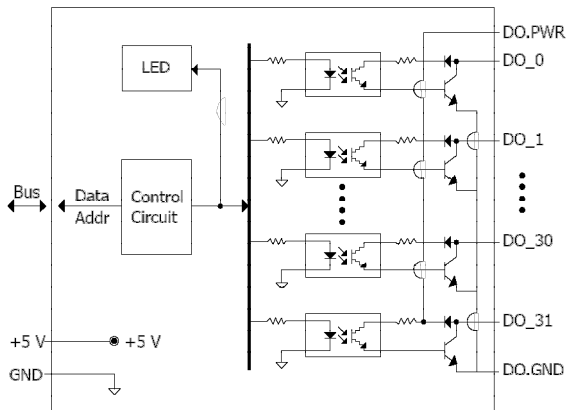 DO.PWR
LED
DO_0
DO_1
Bus
Data
Addr
Control
Circuit
DO_30
DO_31
+5 V
+5 V
GND
DO.GND